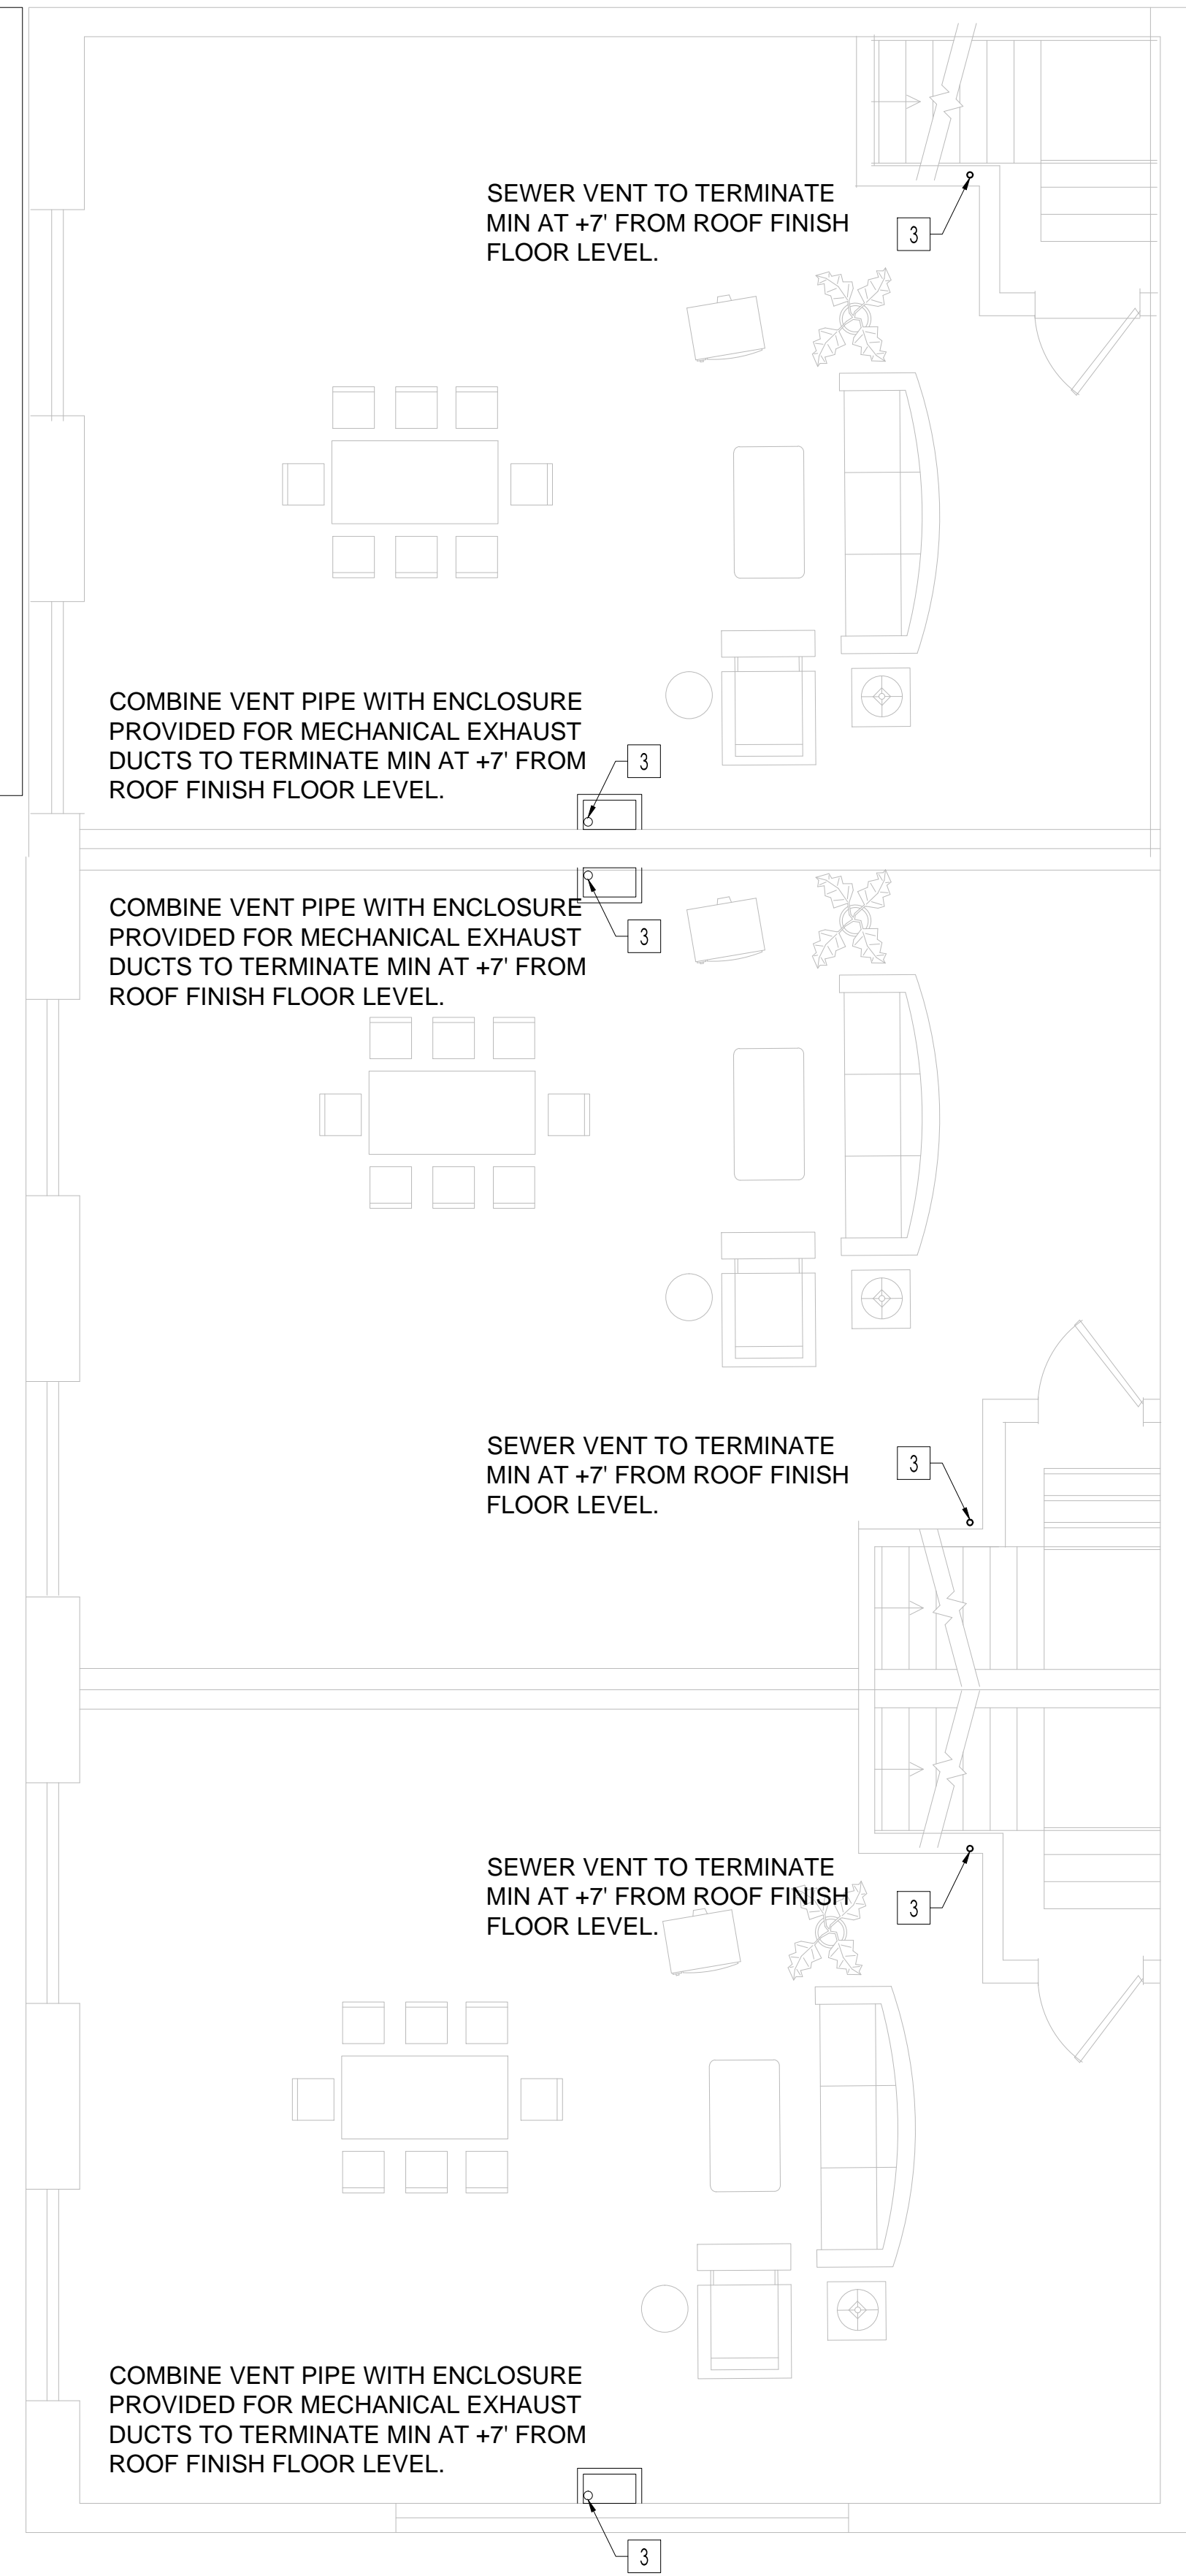 SEWER VENT TO TERMINATE
MIN AT +7' FROM ROOF FINISH
FLOOR LEVEL.
3
COMBINE VENT PIPE WITH ENCLOSURE
PROVIDED FOR MECHANICAL EXHAUST
DUCTS TO TERMINATE MIN AT +7' FROM
ROOF FINISH FLOOR LEVEL.
3
COMBINE VENT PIPE WITH ENCLOSURE
PROVIDED FOR MECHANICAL EXHAUST
DUCTS TO TERMINATE MIN AT +7' FROM
ROOF FINISH FLOOR LEVEL.
3
SEWER VENT TO TERMINATE
MIN AT +7' FROM ROOF FINISH
FLOOR LEVEL.
3
SEWER VENT TO TERMINATE
MIN AT +7' FROM ROOF FINISH
FLOOR LEVEL.
3
COMBINE VENT PIPE WITH ENCLOSURE
PROVIDED FOR MECHANICAL EXHAUST
DUCTS TO TERMINATE MIN AT +7' FROM
ROOF FINISH FLOOR LEVEL.
3